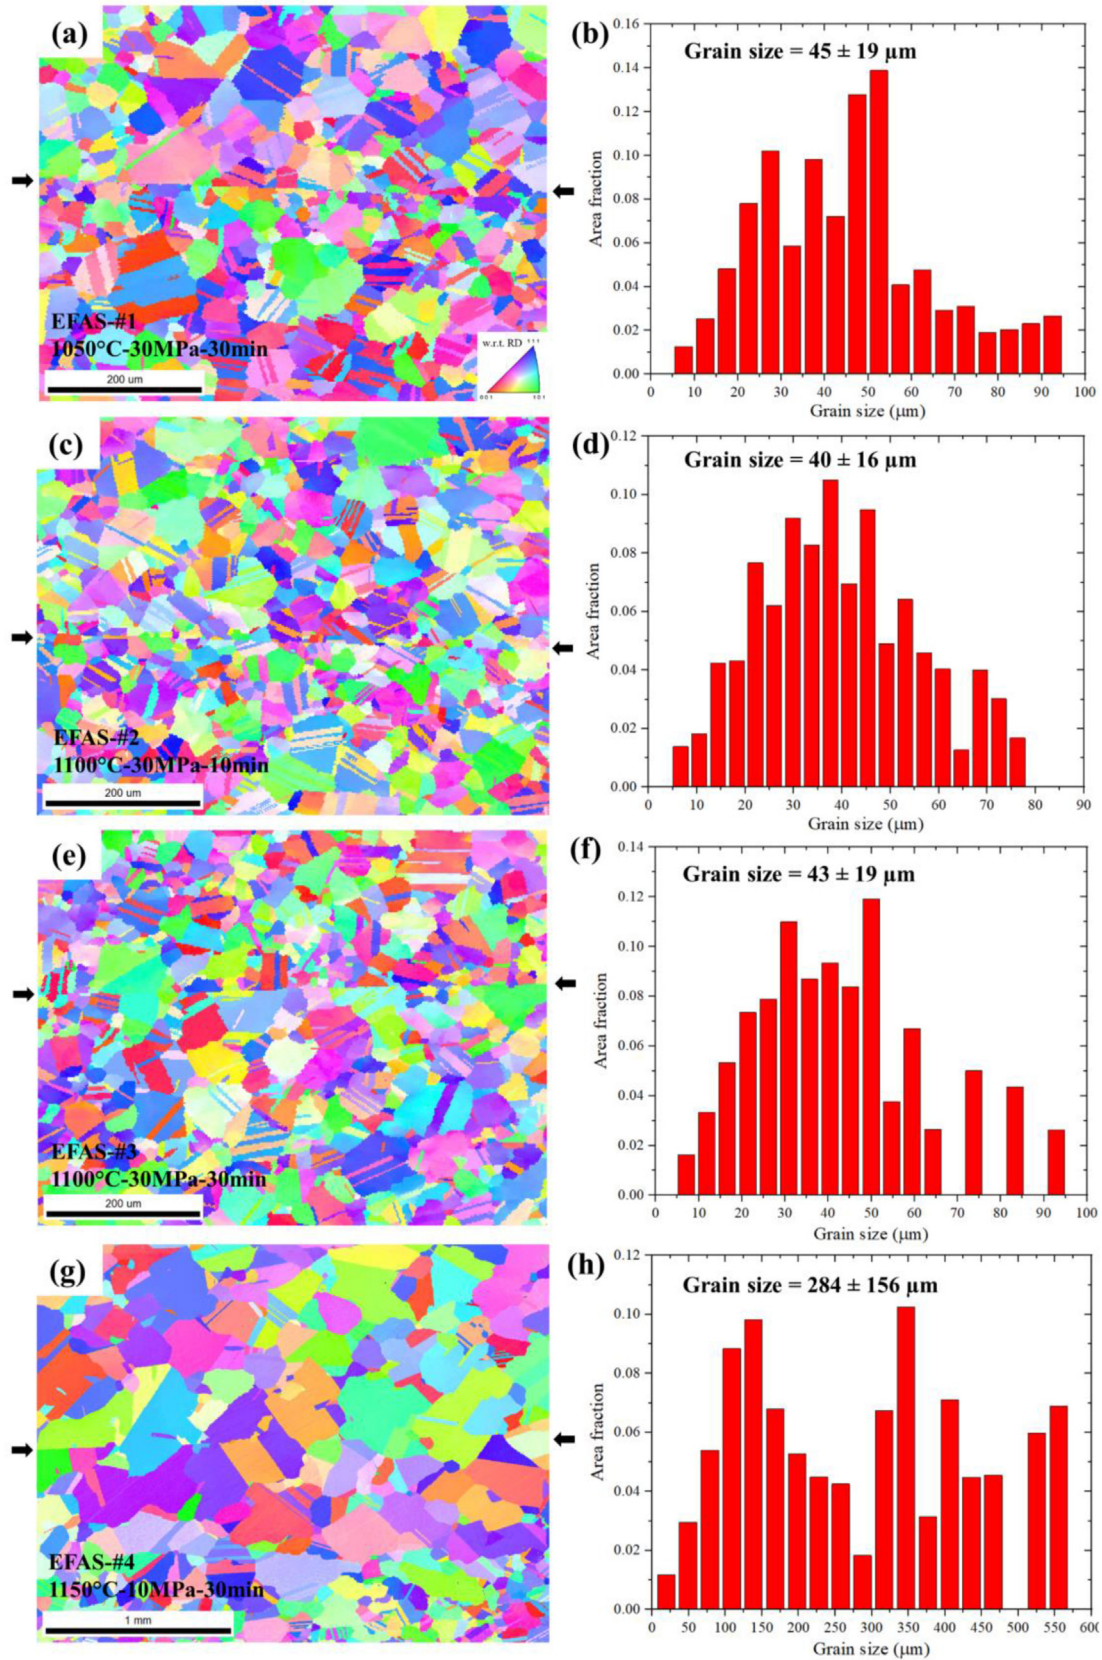 (a)
EFAS-#1
1050°C-30MPa-30min
200 um
w.r.t. RD 111
001 101
(b)
Grain size = 45 ± 19 µm
Area fraction
0.16
0.14
0.12
0.10
0.08
0.06
0.04
0.02
0.00
0 10 20 30 40 50 60 70 80 90 100
Grain size (µm)
(c)
EFAS-#2
1100°C-30MPa-10min
200 um
(d)
Grain size = 40 ± 16 µm
Area fraction
0.12
0.10
0.08
0.06
0.04
0.02
0.00
0 10 20 30 40 50 60 70 80 90
Grain size (µm)
(e)
EFAS-#3
1100°C-30MPa-30min
200 um
(f)
Grain size = 43 ± 19 µm
Area fraction
0.14
0.12
0.10
0.08
0.06
0.04
0.02
0.00
0 10 20 30 40 50 60 70 80 90 100
Grain size (µm)
(g)
EFAS-#4
1150°C-10MPa-30min
1 mm
(h)
Grain size = 284 ± 156 µm
Area fraction
0.12
0.10
0.08
0.06
0.04
0.02
0.00
0 50 100 150 200 250 300 350 400 450 500 550 600
Grain size (µm)